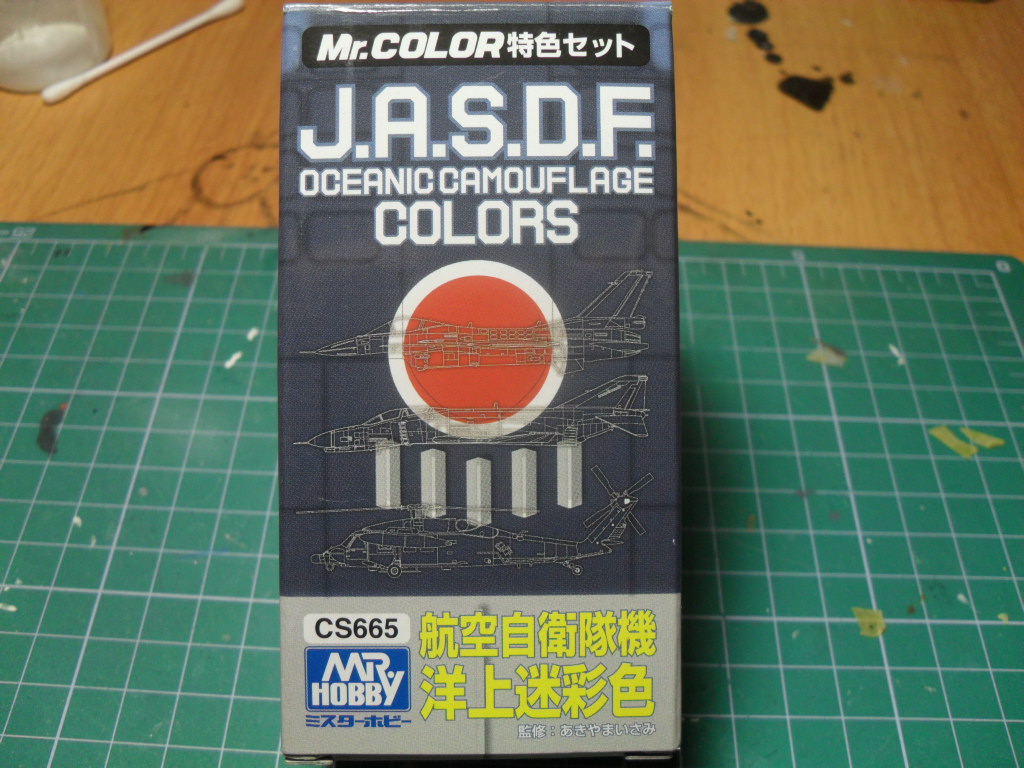 Mr.COLOR特色セット
J.A.S.D.F.
OCEANIC CAMOUFLAGE
COLORS
CS665
MR HOBBY
ミスターホビー
航空自衛隊機
洋上迷彩色
監修：あきやまいさみ